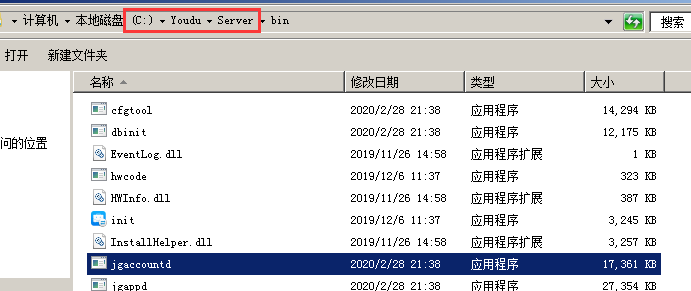 计算机 本地磁盘 (C:) Youdu Server bin 搜索
打开 新建文件夹
名称 修改日期 类型 大小
cfgtool 2020/2/28 21:38 应用程序 14,294 KB
dbinit 2020/2/28 21:38 应用程序 12,175 KB
问的位置 EventLog.dll 2019/11/26 14:58 应用程序扩展 1 KB
hwcode 2019/12/6 11:37 应用程序 323 KB
HWInfo.dll 2019/11/26 14:58 应用程序扩展 387 KB
init 2019/12/6 11:37 应用程序 3,245 KB
InstallHelper.dll 2019/11/26 14:58 应用程序扩展 3,257 KB
jgaccountd 2020/2/28 21:38 应用程序 17,361 KB
jgappd 2020/2/28 21:38 应用程序 27,354 KB